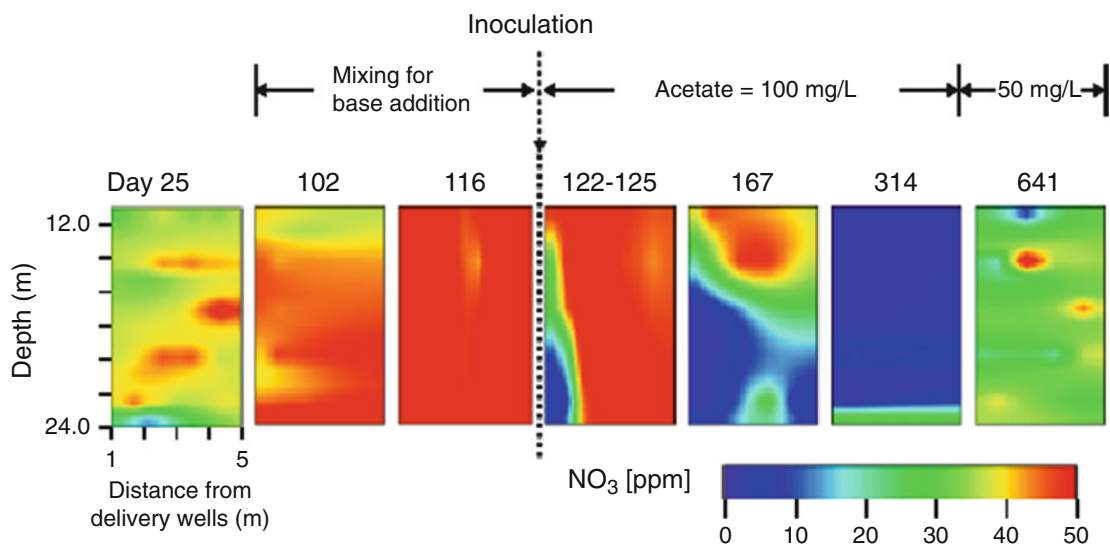 Inoculation
Mixing for
base addition
Acetate = 100 mg/L
50 mg/L
Day 25
102
116
122-125
167
314
641
12.0
Depth (m)
24.0
1
5
Distance from
delivery wells (m)
NO3 [ppm]
0 10 20 30 40 50